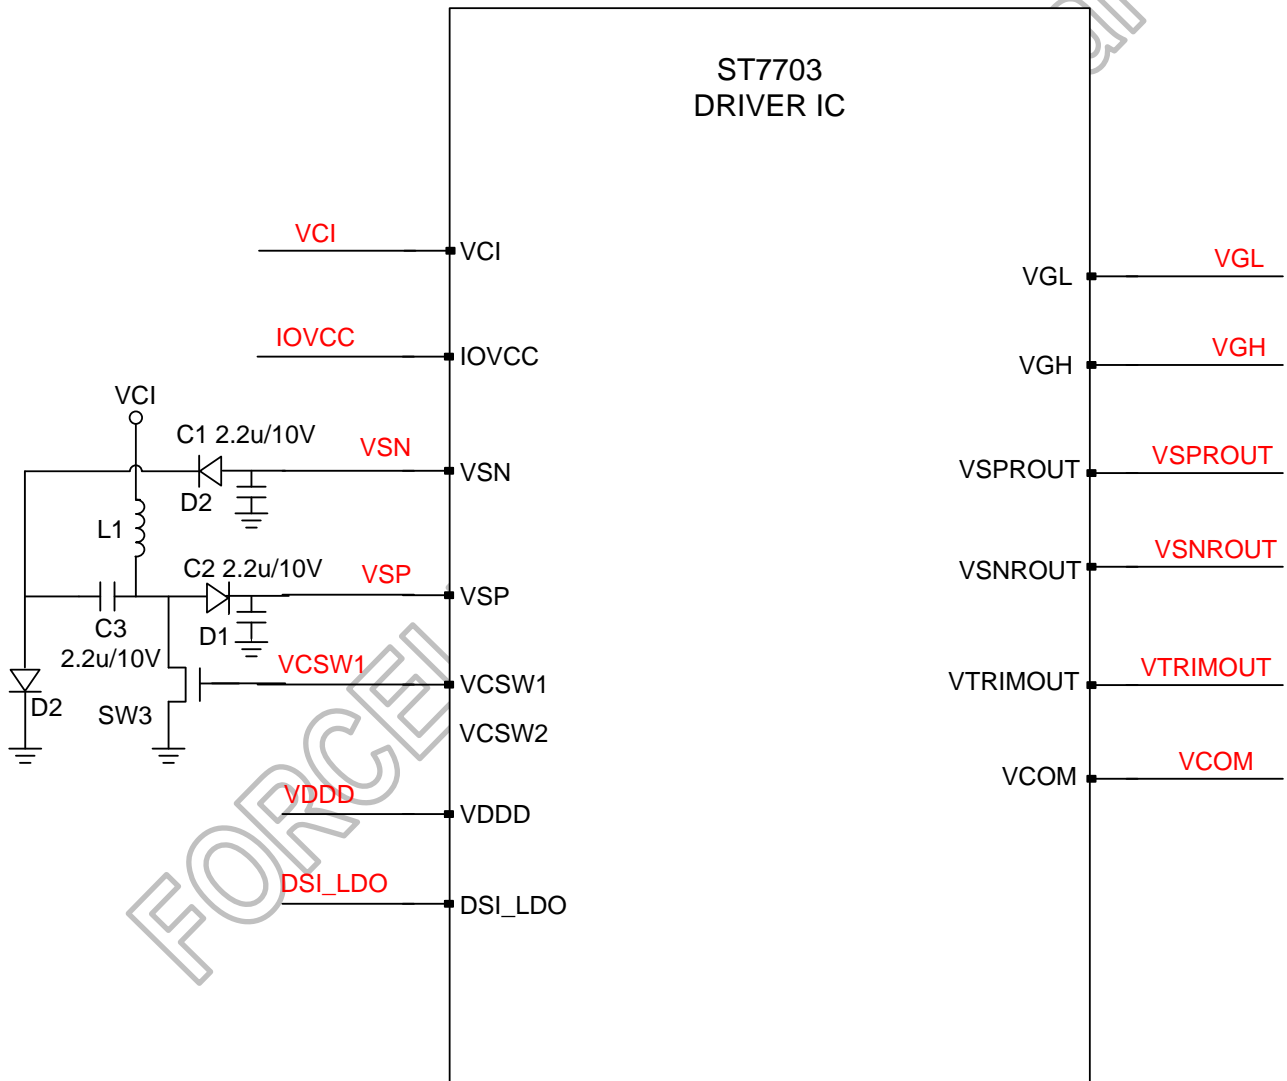 ST7703
DRIVER IC
VCI
VCI
IOVCC
IOVCC
VCI
C1 2.2u/10V
VSN
VSN
D2
L1
C2 2.2u/10V
VSP
VSP
C3
2.2u/10V
D1
VCSW1
VCSW1
D2
SW3
VCSW2
VDDD
VDDD
DSI_LDO
DSI_LDO
VGL
VGL
VGH
VGH
VSPROUT
VSPROUT
VSNROUT
VSNROUT
VTRIMOUT
VTRIMOUT
VCOM
VCOM